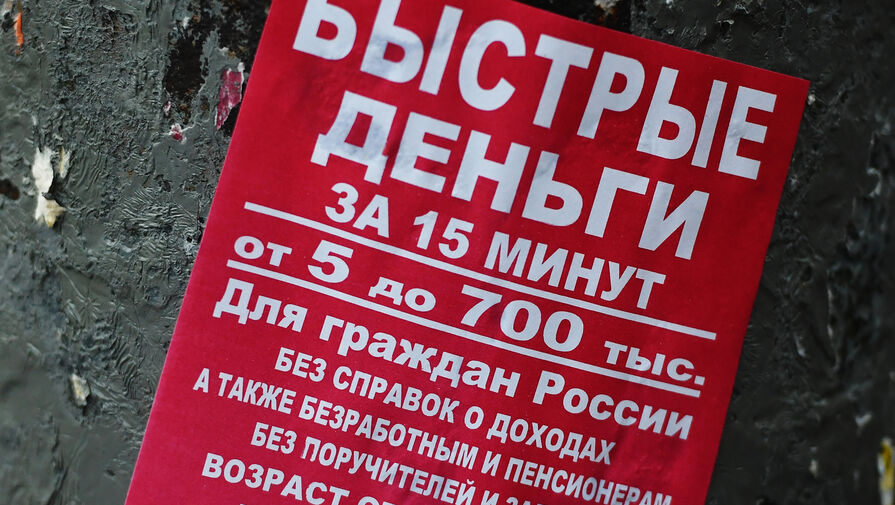 БЫСТРЫЕ
ДЕНЬГИ
ЗА 15 МИНУТ
от 5 до 700 тыс.
Для граждан России
БЕЗ СПРАВОК О ДОХОДАХ
А ТАКЖЕ БЕЗРАБОТНЫМ И ПЕНСИОНЕРАМ
БЕЗ ПОРУЧИТЕЛЕЙ И
ВОЗРАСТ